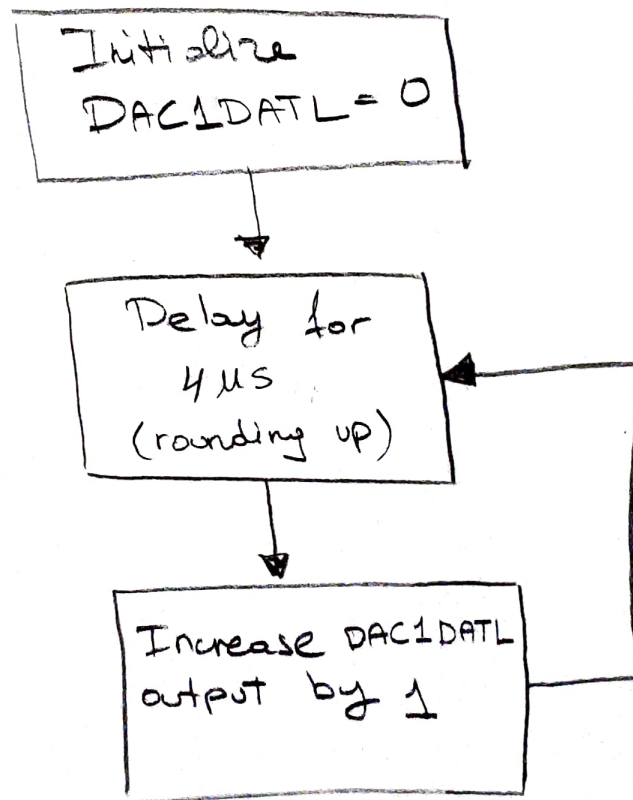 Initialize
DAC1DATL = 0
Delay for
4 μs
(rounding up)
Increase DAC1DATL
output by 1